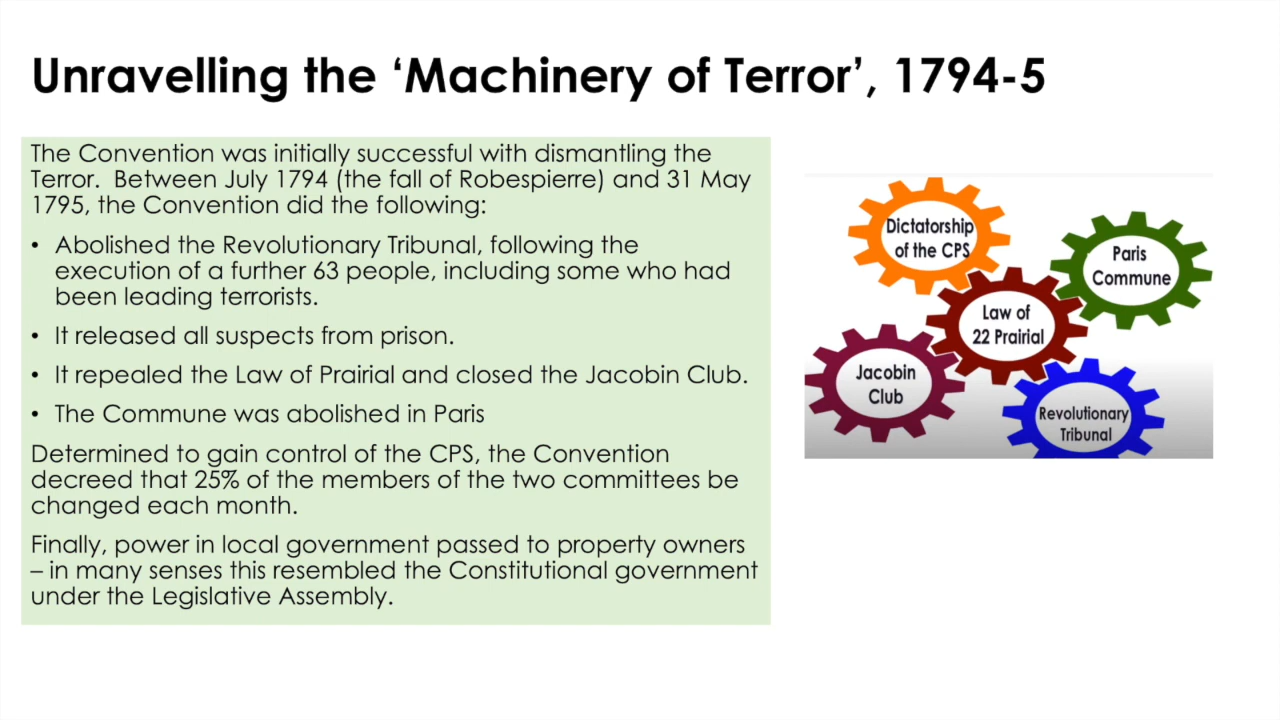 Unravelling the ‘Machinery of Terror’, 1794-5
The Convention was initially successful with dismantling the
Terror. Between July 1794 (the fall of Robespierre) and 31 May
1795, the Convention did the following:
• Abolished the Revolutionary Tribunal, following the
execution of a further 63 people, including some who had
been leading terrorists.
• It released all suspects from prison.
• It repealed the Law of Prairial and closed the Jacobin Club.
• The Commune was abolished in Paris
Determined to gain control of the CPS, the Convention
decreed that 25% of the members of the two committees be
changed each month.
Finally, power in local government passed to property owners
– in many senses this resembled the Constitutional government
under the Legislative Assembly.
Dictatorship
of the CPS
Paris
Commune
Law of
22 Prairial
Jacobin
Club
Revolutionary
Tribunal